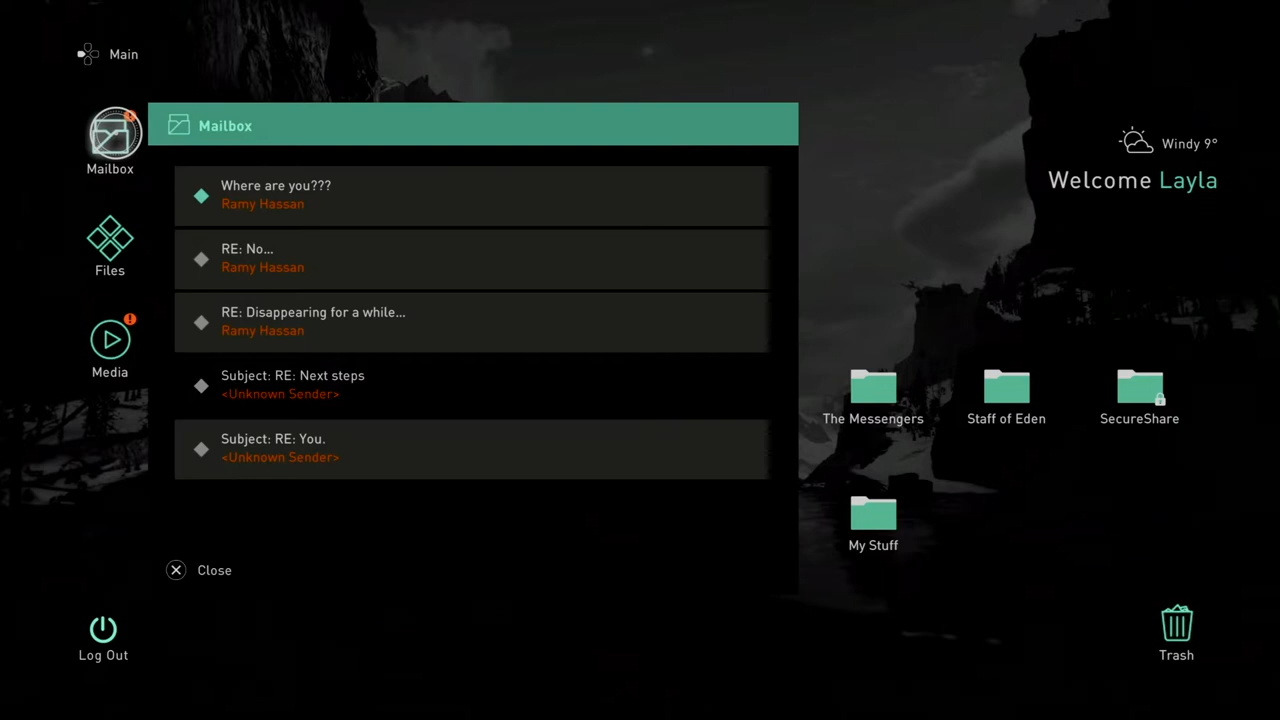 Main
Mailbox
Files
Media
Log Out
Mailbox
Where are you???
Ramy Hassan
RE: No...
Ramy Hassan
RE: Disappearing for a while...
Ramy Hassan
Subject: RE: Next steps
<Unknown Sender>
Subject: RE: You.
<Unknown Sender>
Close
Windy 9°
Welcome Layla
The Messengers
Staff of Eden
SecureShare
My Stuff
Trash